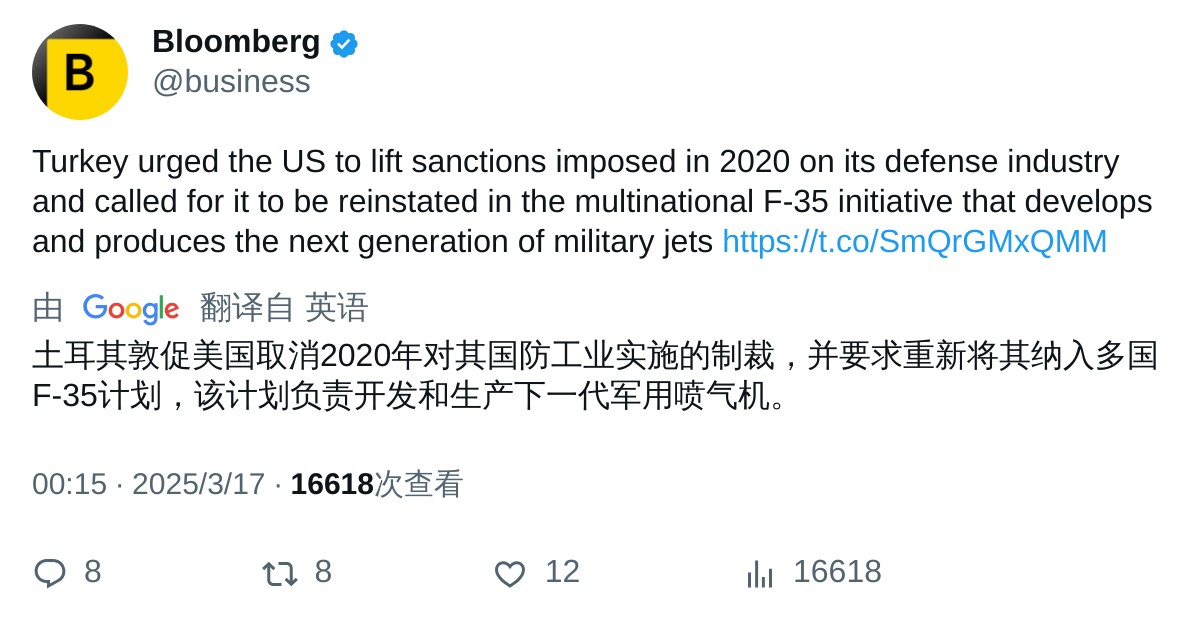 B
Bloomberg
@business
Turkey urged the US to lift sanctions imposed in 2020 on its defense industry
and called for it to be reinstated in the multinational F-35 initiative that develops
and produces the next generation of military jets https://t.co/SmQrGMxQMM
由 Google 翻译自 英语
土耳其敦促美国取消2020年对其国防工业实施的制裁，并要求重新将其纳入多国
F-35计划，该计划负责开发和生产下一代军用喷气机。
00:15 · 2025/3/17 · 16618次查看
8 8 12 16618